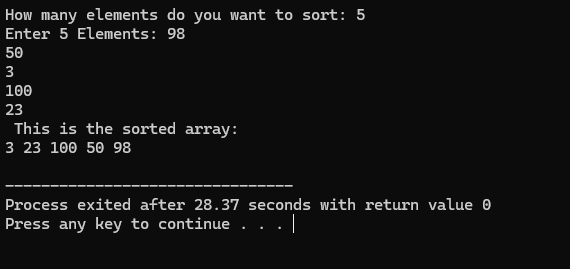 How many elements do you want to sort: 5
Enter 5 Elements: 98
50
3
100
23
 This is the sorted array:
3 23 100 50 98
--------------------------------
Process exited after 28.37 seconds with return value 0
Press any key to continue . . .